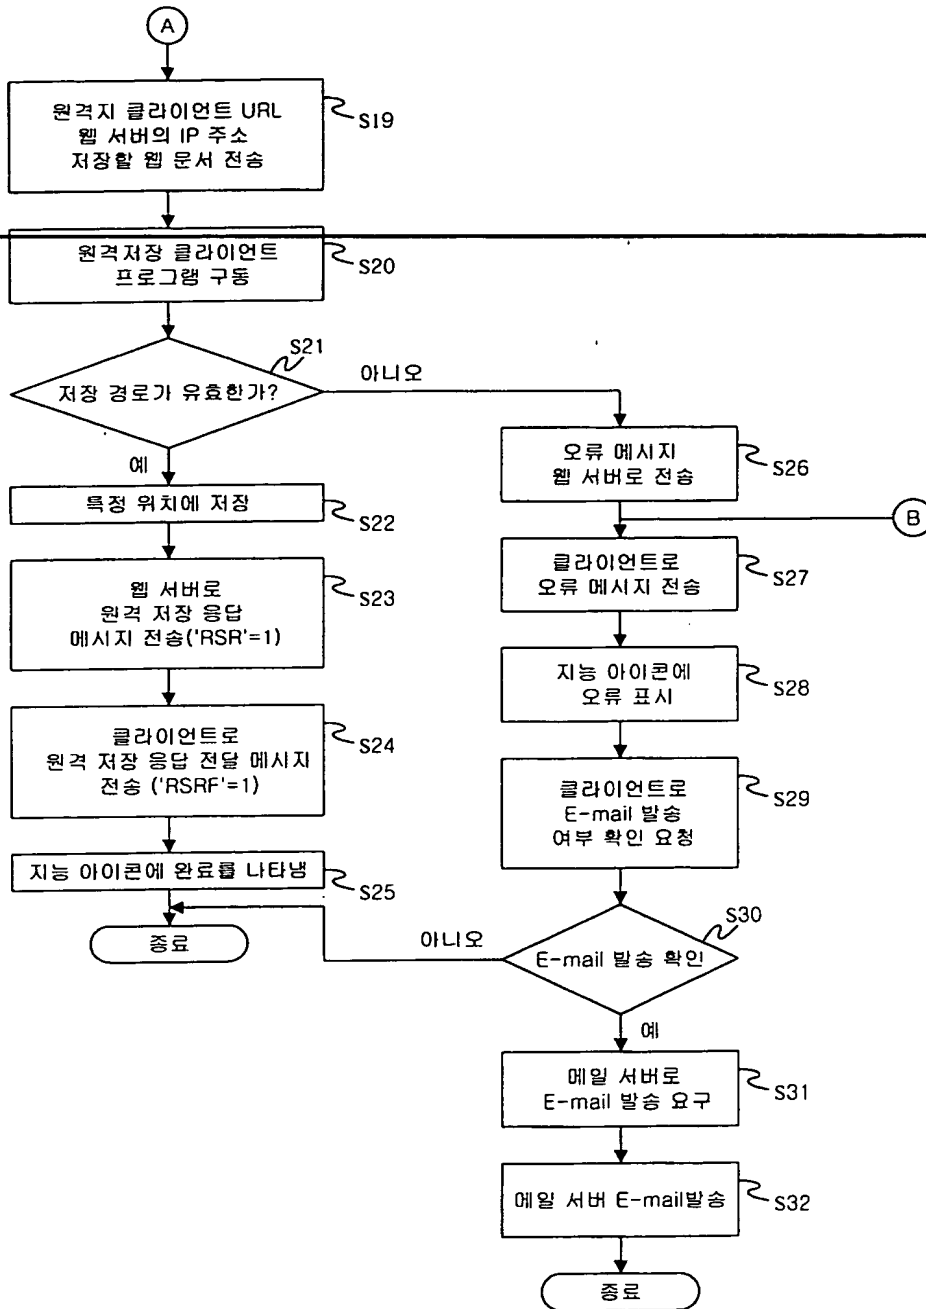 A
원격지 클라이언트 URL
웹 서버의 IP 주소
저장할 웹 문서 전송
S19
원격저장 클라이언트
프로그램 구동
S20
S21
저장 경로가 유효한가?
아니오
예
특정 위치에 저장
S22
웹 서버로
원격 저장 응답
메시지 전송('RSR'=1)
S23
클라이언트로
원격 저장 응답 전달 메시지
전송 ('RSRF'=1)
S24
지능 아이콘에 완료를 나타냄
S25
종료
오류 메시지
웹 서버로 전송
S26
B
클라이언트로
오류 메시지 전송
S27
지능 아이콘에
오류 표시
S28
클라이언트로
E-mail 발송
여부 확인 요청
S29
S30
E-mail 발송 확인
아니오
예
메일 서버로
E-mail 발송 요구
S31
메일 서버 E-mail발송
S32
종료